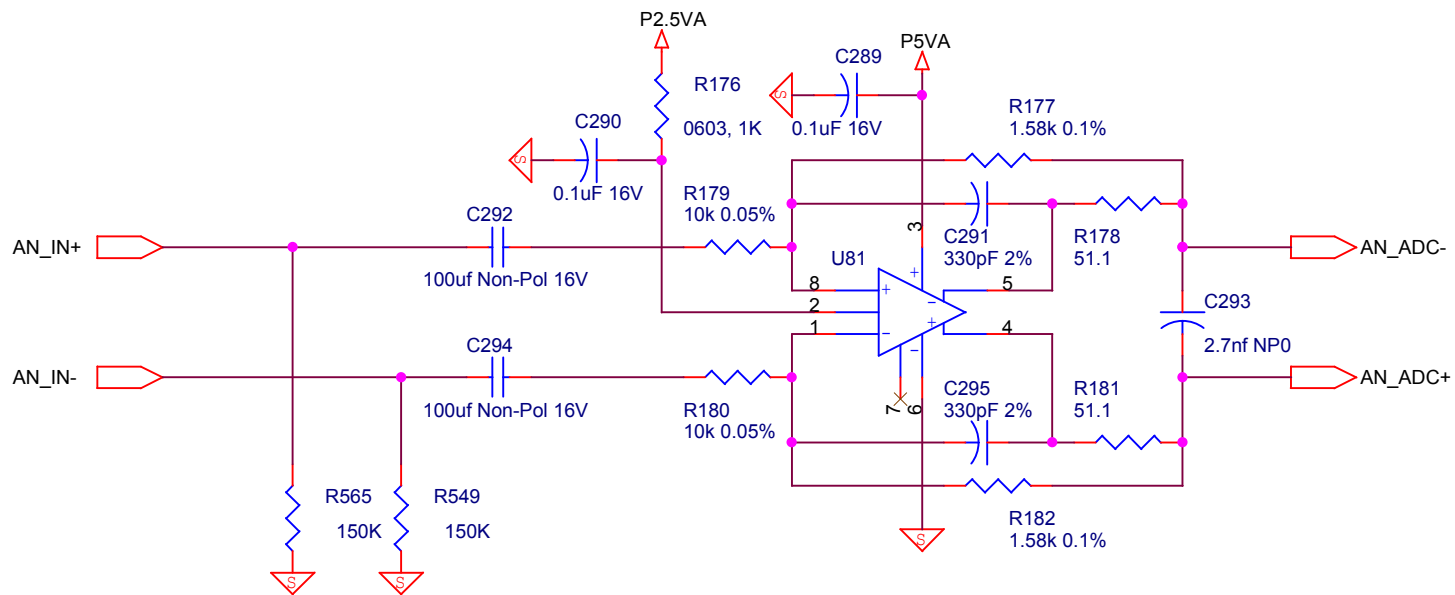 P2.5VA
P5VA
C289
0.1uF 16V
R176
0603, 1K
C290
0.1uF 16V
R177
1.58k 0.1%
R179
10k 0.05%
C292
100uf Non-Pol 16V
AN_IN+
C291
330pF 2%
R178
51.1
AN_ADC-
U81
3
8
2
1
5
4
7
6
+
-
+
-
+
-
C293
2.7nf NP0
C294
100uf Non-Pol 16V
AN_IN-
R180
10k 0.05%
C295
330pF 2%
R181
51.1
AN_ADC+
R182
1.58k 0.1%
R565
150K
R549
150K
S
S
S
S
S